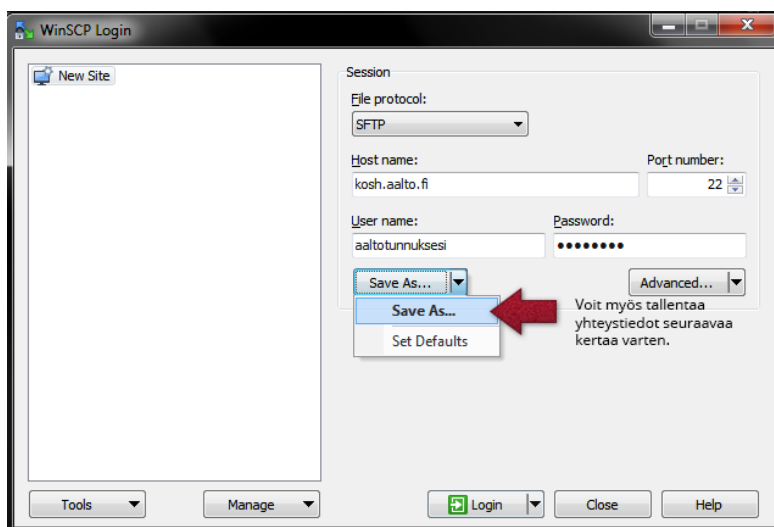 WinSCP Login
New Site
Session
File protocol:
SFTP
Host name:
Port number:
kosh.aalto.fi
22
User name:
Password:
aaltotunnuksesi
●●●●●●●●
Save As...
Advanced...
Save As...
Set Defaults
Voit myös tallentaa
yhteystiedot seuraavaa
kertaa varten.
Tools
Manage
Login
Close
Help